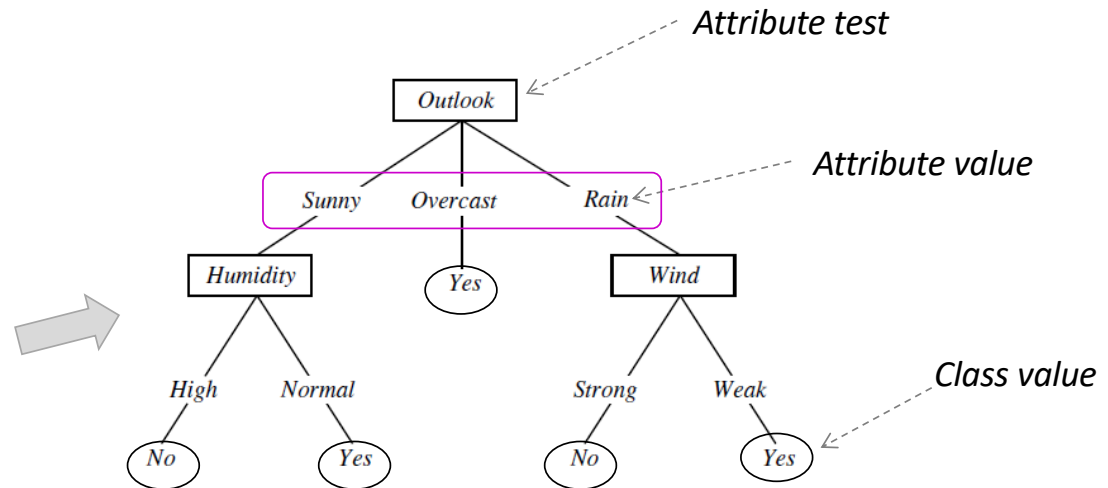 Attribute test
Outlook
Attribute value
Sunny Overcast Rain
Humidity Yes Wind
High Normal Strong Weak
Class value
No Yes No Yes